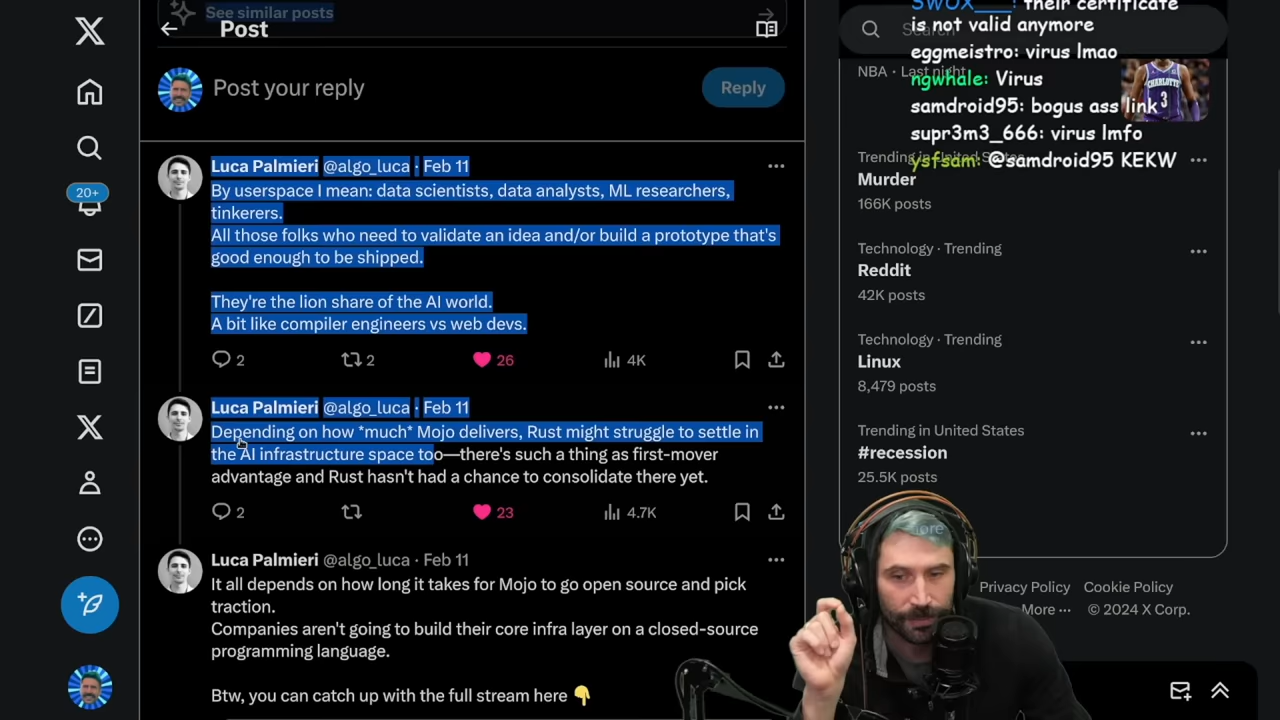 See similar posts
Post
Search
Post your reply
Reply
20+
Luca Palmieri @algo_luca · Feb 11
By userspace I mean: data scientists, data analysts, ML researchers,
tinkerers.
All those folks who need to validate an idea and/or build a prototype that's
good enough to be shipped.
They're the lion share of the AI world.
A bit like compiler engineers vs web devs.
2 2 26 4K
Luca Palmieri @algo_luca · Feb 11
Depending on how *much* Mojo delivers, Rust might struggle to settle in
the AI infrastructure space too—there's such a thing as first-mover
advantage and Rust hasn't had a chance to consolidate there yet.
2 23 4.7K
Luca Palmieri @algo_luca · Feb 11
It all depends on how long it takes for Mojo to go open source and pick
traction.
Companies aren't going to build their core infra layer on a closed-source
programming language.
Btw, you can catch up with the full stream here 👇
SWOX___: their certificate
is not valid anymore
eggmeistro: virus lmao
ngwhale: Virus
samdroid95: bogus ass link
supr3m3_666: virus lmfo
ysfsam: @samdroid95 KEKW
NBA · Last night
CHARLOTTE
3
Trending in United States
Murder
166K posts
Technology · Trending
Reddit
42K posts
Technology · Trending
Linux
8,479 posts
Trending in United States
#recession
25.5K posts
more
Privacy Policy Cookie Policy
More ··· © 2024 X Corp.